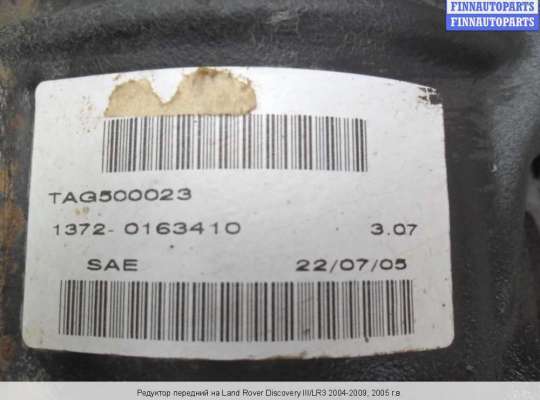 FINNAUTOPARTS
FINNAUTOPARTS
TAG500023
1372- 0163410 3.07
SAE 22/07/05
Редуктор передний на Land Rover Discovery III/LR3 2004-2009, 2005 г.в.